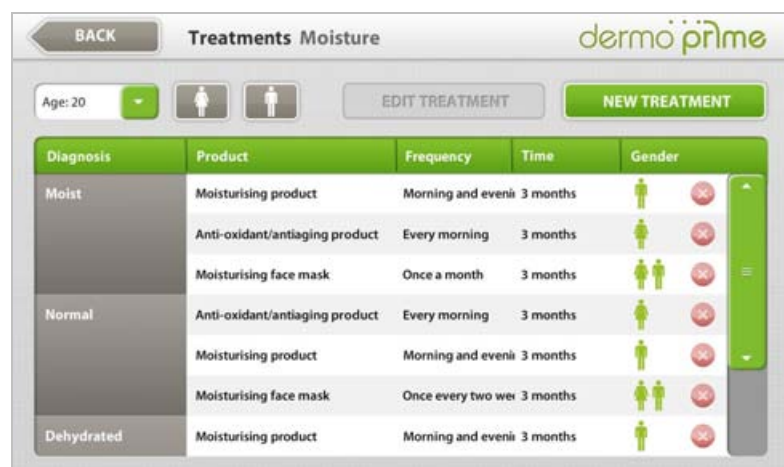 BACK
Treatments Moisture
dermo prime
Age: 20
EDIT TREATMENT
NEW TREATMENT
Diagnosis Product Frequency Time Gender
Moist Moisturising product Morning and eveni 3 months
Anti-oxidant/antiaging product Every morning 3 months
Moisturising face mask Once a month 3 months
Normal Anti-oxidant/antiaging product Every morning 3 months
Moisturising product Morning and eveni 3 months
Moisturising face mask Once every two we 3 months
Dehydrated Moisturising product Morning and eveni 3 months